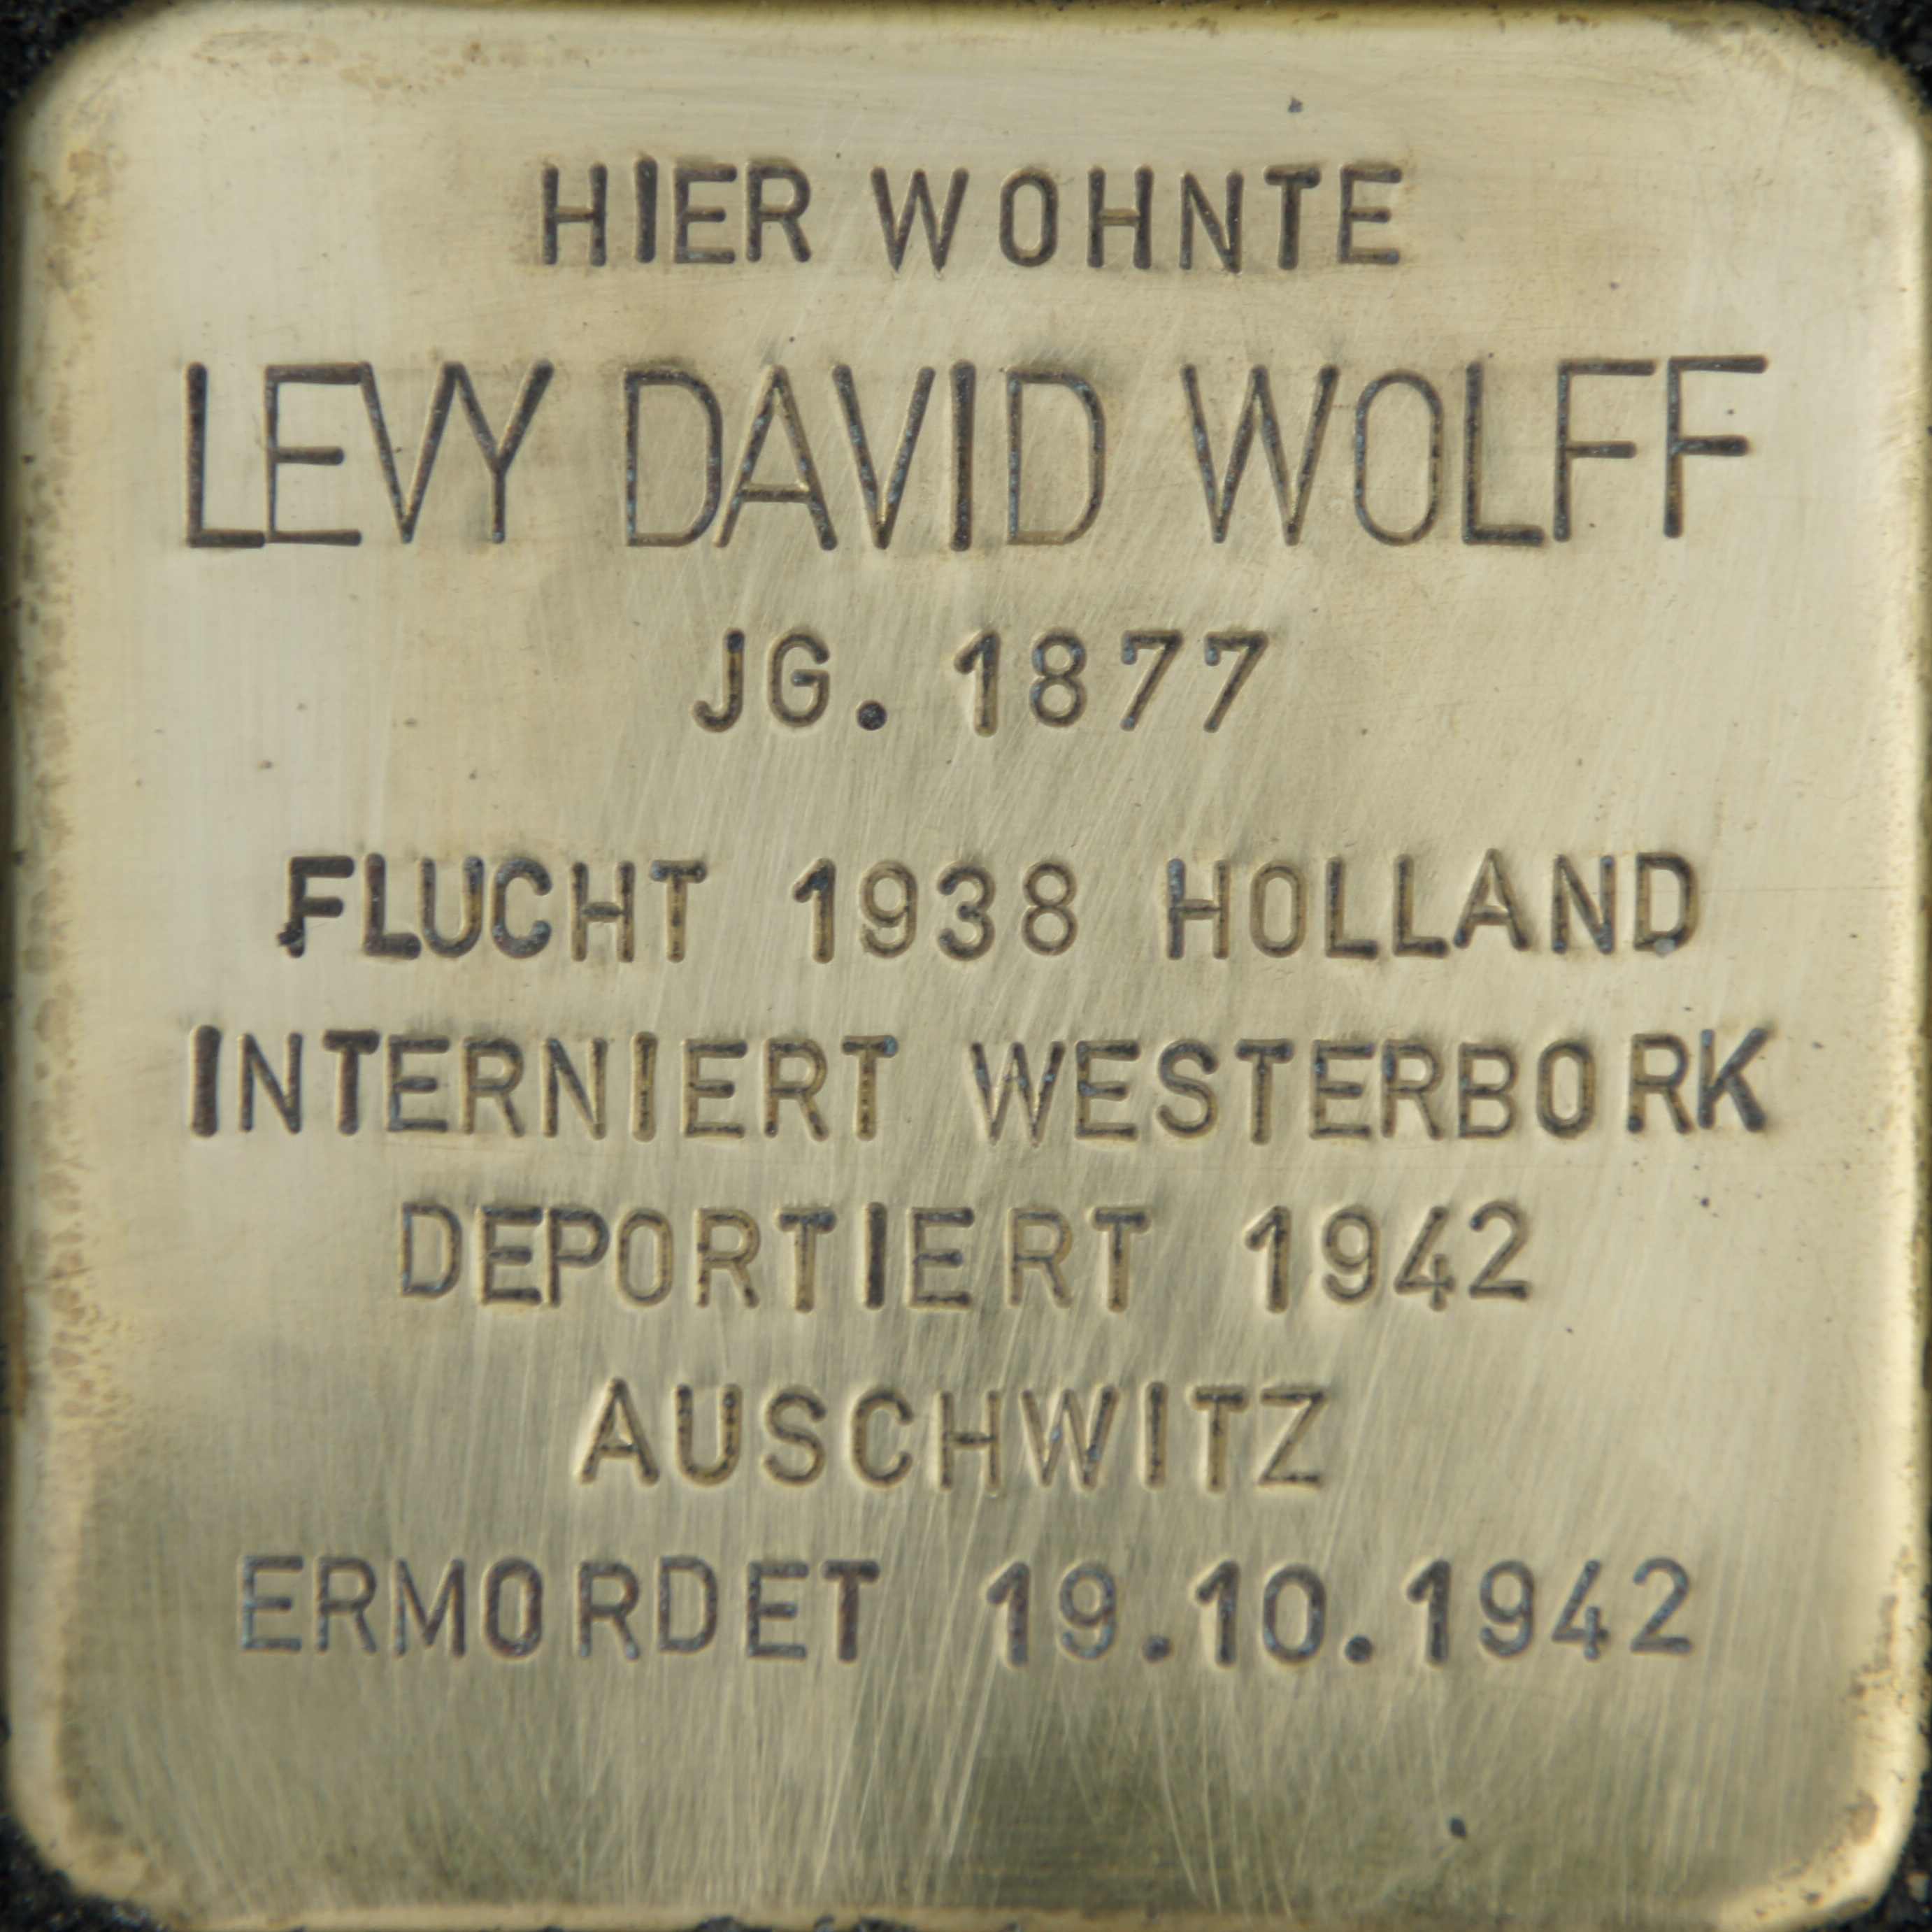 HIER WOHNTE
LEVY DAVID WOLFF
JG. 1877
FLUCHT 1938 HOLLAND
INTERNIERT WESTERBORK
DEPORTIERT 1942
AUSCHWITZ
ERMORDET 19.10.1942